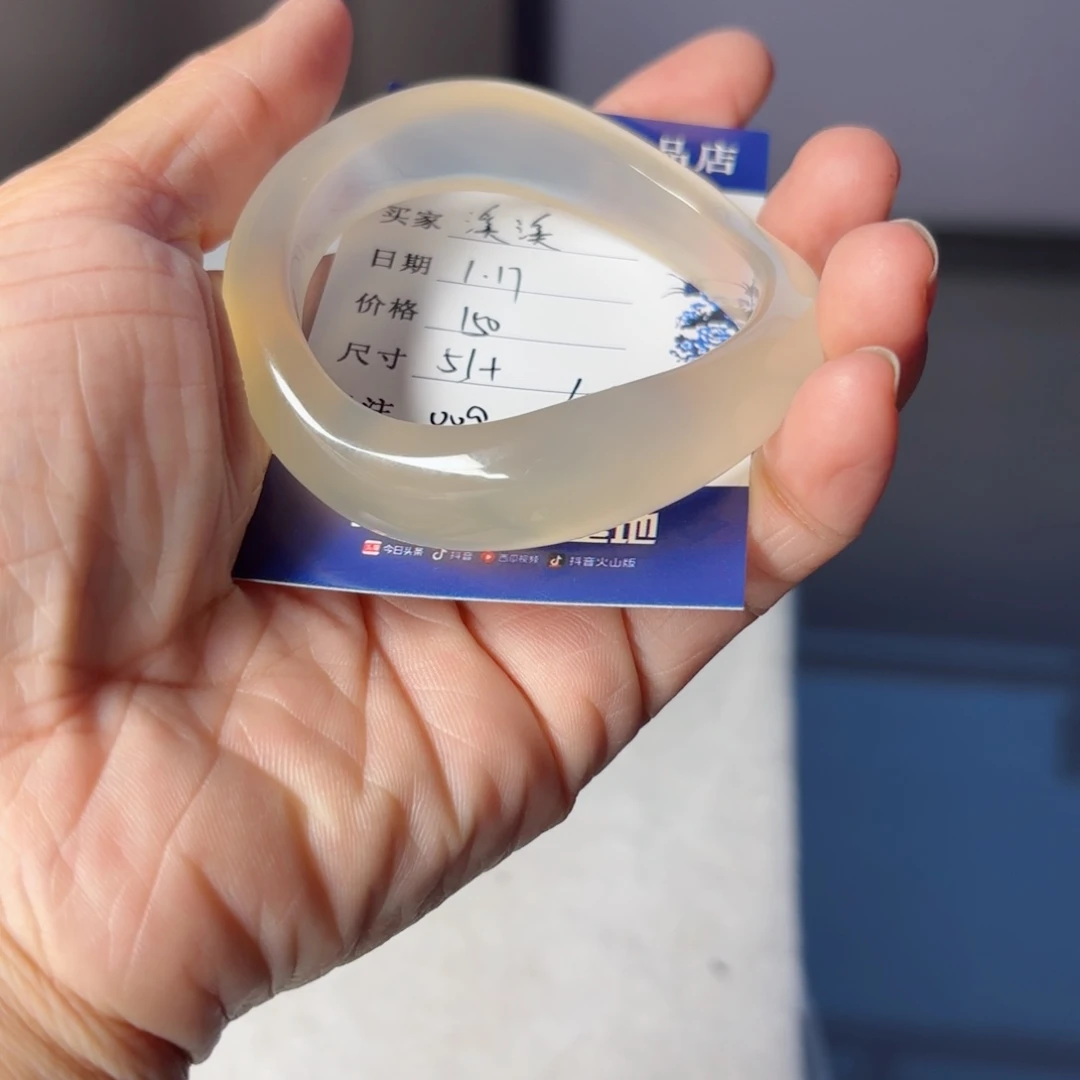 品店
买家 溪溪
日期 1.17
价格 150
尺寸 51+
注
今日头条 抖音 西瓜视频 抖音火山版